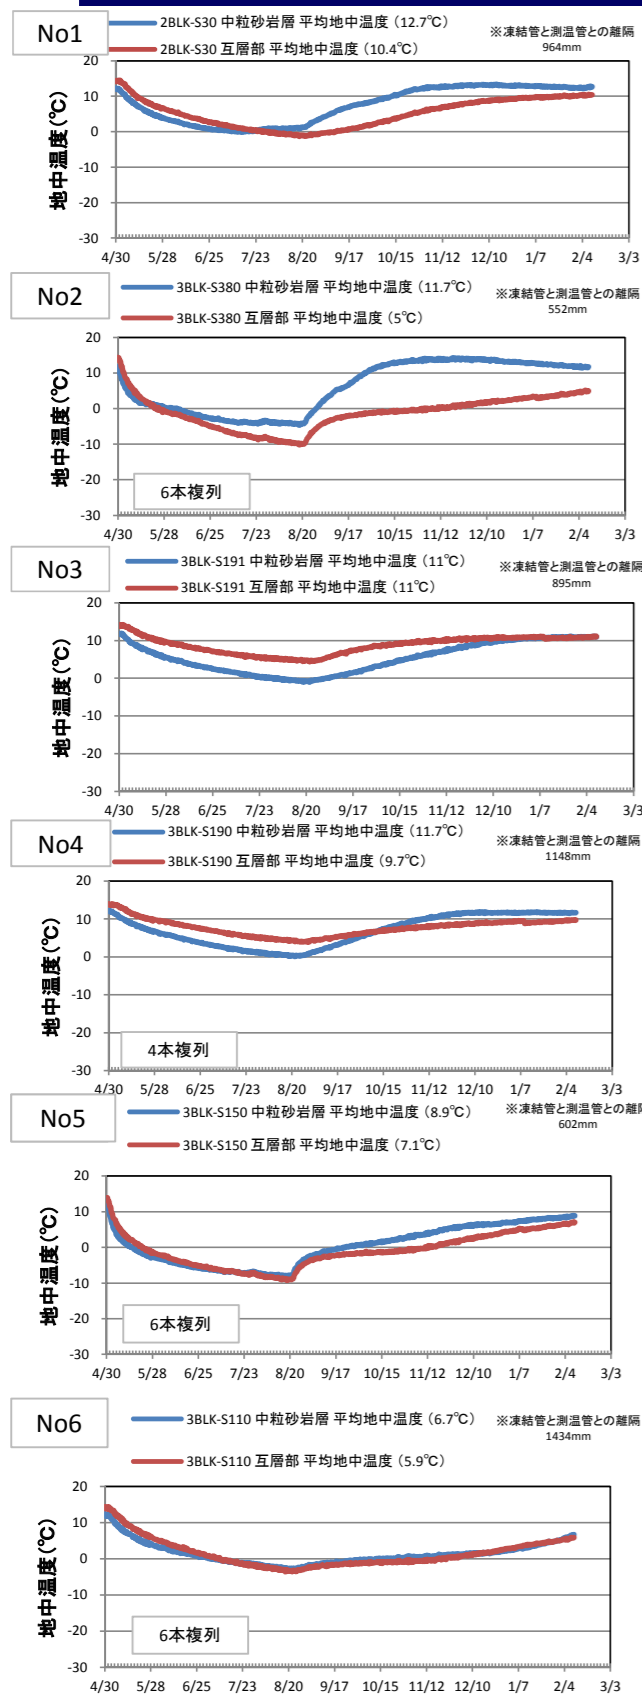 No1
2BLK-S30 中粒砂岩層 平均地中温度 (12.7℃)
2BLK-S30 互層部 平均地中温度 (10.4℃)
※凍結管と測温管との離隔
964mm
地中温度(℃)
20
10
0
-10
-20
-30
4/30 5/28 6/25 7/23 8/20 9/17 10/15 11/12 12/10 1/7 2/4 3/3
No2
3BLK-S380 中粒砂岩層 平均地中温度 (11.7℃)
3BLK-S380 互層部 平均地中温度 (5℃)
※凍結管と測温管との離隔
552mm
地中温度(℃)
20
10
0
-10
-20
-30
6本複列
4/30 5/28 6/25 7/23 8/20 9/17 10/15 11/12 12/10 1/7 2/4 3/3
No3
3BLK-S191 中粒砂岩層 平均地中温度 (11℃)
3BLK-S191 互層部 平均地中温度 (11℃)
※凍結管と測温管との離隔
895mm
地中温度(℃)
20
10
0
-10
-20
-30
4/30 5/28 6/25 7/23 8/20 9/17 10/15 11/12 12/10 1/7 2/4 3/3
No4
3BLK-S190 中粒砂岩層 平均地中温度 (11.7℃)
3BLK-S190 互層部 平均地中温度 (9.7℃)
※凍結管と測温管との離隔
1148mm
地中温度(℃)
20
10
0
-10
-20
-30
4本複列
4/30 5/28 6/25 7/23 8/20 9/17 10/15 11/12 12/10 1/7 2/4 3/3
No5
3BLK-S150 中粒砂岩層 平均地中温度 (8.9℃)
3BLK-S150 互層部 平均地中温度 (7.1℃)
※凍結管と測温管との離隔
602mm
地中温度(℃)
20
10
0
-10
-20
-30
6本複列
4/30 5/28 6/25 7/23 8/20 9/17 10/15 11/12 12/10 1/7 2/4 3/3
No6
3BLK-S110 中粒砂岩層 平均地中温度 (6.7℃)
3BLK-S110 互層部 平均地中温度 (5.9℃)
※凍結管と測温管との離隔
1434mm
地中温度(℃)
20
10
0
-10
-20
-30
6本複列
4/30 5/28 6/25 7/23 8/20 9/17 10/15 11/12 12/10 1/7 2/4 3/3